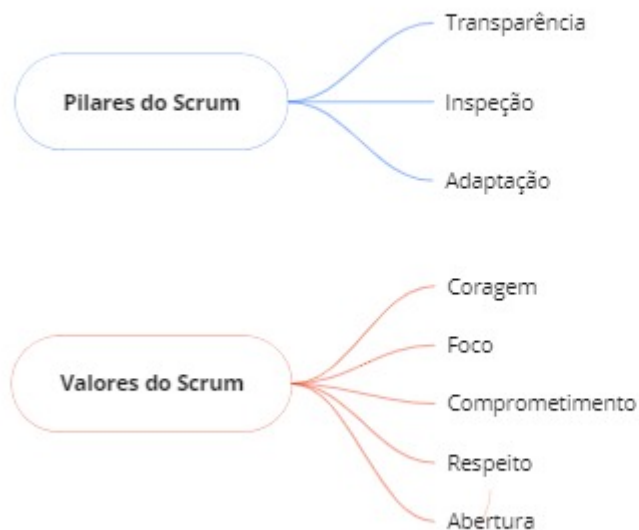 Pilares do Scrum
Transparência
Inspeção
Adaptação
Valores do Scrum
Coragem
Foco
Comprometimento
Respeito
Abertura